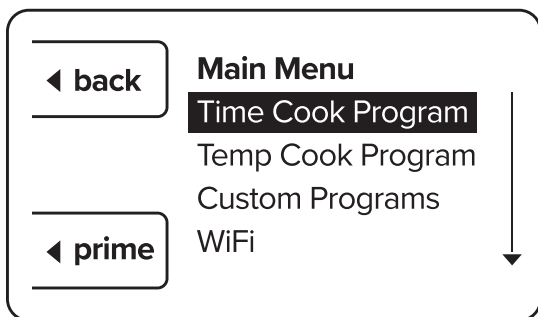 back
Main Menu
Time Cook Program
Temp Cook Program
Custom Programs
WiFi
prime